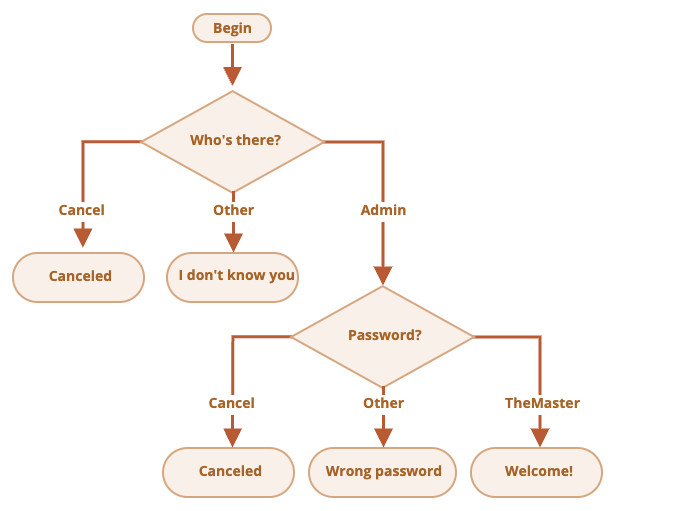 Begin
Who's there?
Cancel
Other
Admin
Canceled
I don't know you
Password?
Cancel
Other
TheMaster
Canceled
Wrong password
Welcome!